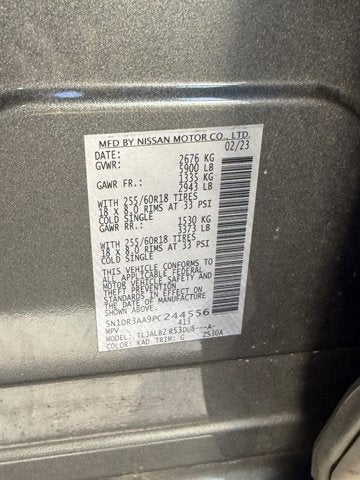 MFD BY NISSAN MOTOR CO., LTD.
DATE: 02/23
GVWR: 2676 KG
5900 LB
GAWR FR.: 1335 KG
2943 LB
WITH 255/60R18 TIRES
18 X 8.0 RIMS AT 33 PSI
COLD SINGLE
GAWR RR.: 1530 KG
3373 LB
WITH 255/60R18 TIRES
18 X 8.0 RIMS AT 33 PSI
COLD SINGLE
THIS VEHICLE CONFORMS TO
ALL APPLICABLE FEDERAL
MOTOR VEHICLE SAFETY AND
THEFT PREVENTION
STANDARDS IN EFFECT ON
THE DATE OF MANUFACTURE
SHOWN ABOVE.
5N1DR3AA9PC244556
MPV 413
MODEL: TLJALBZ R53DU8---A-
COLOR: KAD TRIM: G ZS30A